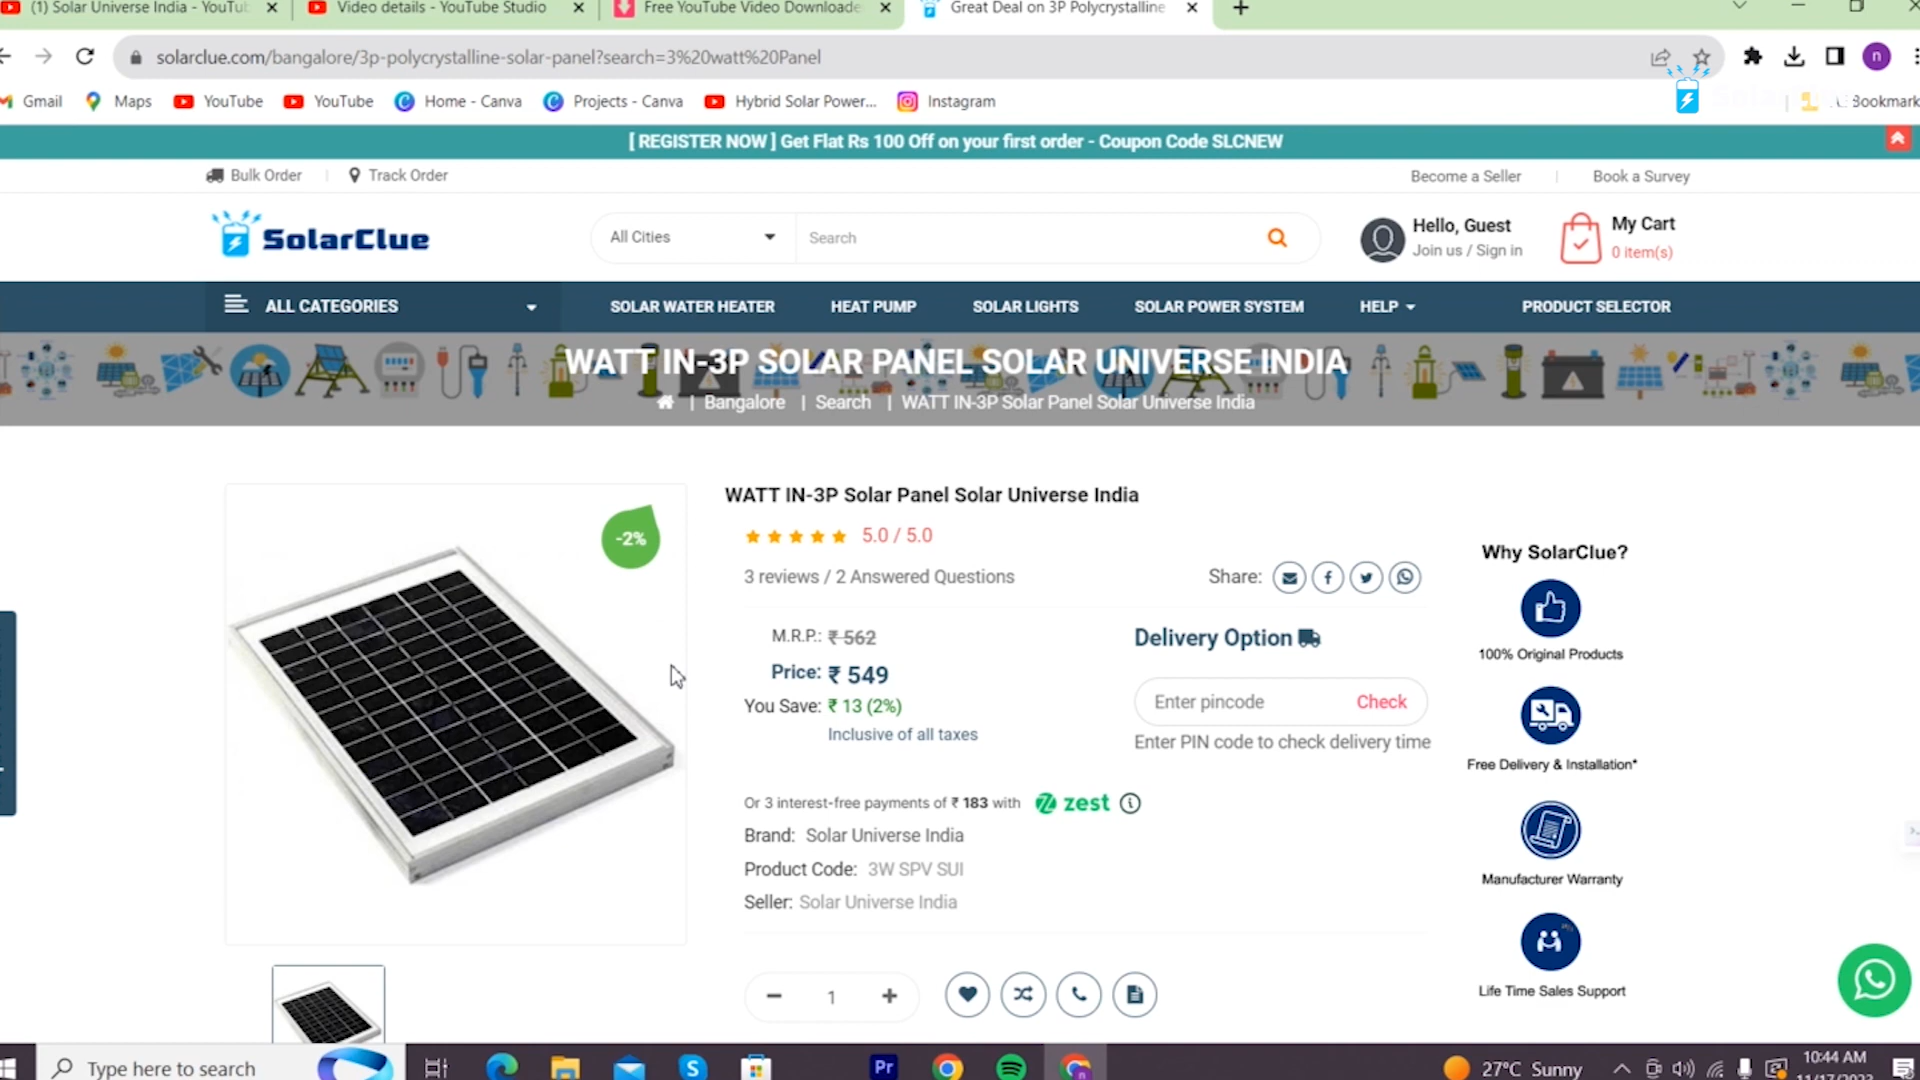 (1) Solar Universe India - YouTub
Video details - YouTube Studio
Free YouTube Video Downloade
Great Deal on 3P Polycrystalline
solarclue.com/bangalore/3p-polycrystalline-solar-panel?search=3%20watt%20Panel
n
Gmail
Maps
YouTube
YouTube
Home - Canva
Projects - Canva
Hybrid Solar Power...
Instagram
Bookmark
[ REGISTER NOW ] Get Flat Rs 100 Off on your first order - Coupon Code SLCNEW
Bulk Order
Track Order
Become a Seller
Book a Survey
SolarClue
All Cities
Search
Hello, Guest
Join us / Sign in
My Cart
0 item(s)
ALL CATEGORIES
SOLAR WATER HEATER
HEAT PUMP
SOLAR LIGHTS
SOLAR POWER SYSTEM
HELP
PRODUCT SELECTOR
WATT IN-3P SOLAR PANEL SOLAR UNIVERSE INDIA
| Bangalore | Search | WATT IN-3P Solar Panel Solar Universe India
-2%
WATT IN-3P Solar Panel Solar Universe India
5.0 / 5.0
3 reviews / 2 Answered Questions
Share:
M.R.P.: ₹ 562
Price: ₹ 549
You Save: ₹ 13 (2%)
Inclusive of all taxes
Delivery Option
Enter pincode
Check
Enter PIN code to check delivery time
Or 3 interest-free payments of ₹ 183 with zest
Brand: Solar Universe India
Product Code: 3W SPV SUI
Seller: Solar Universe India
− 1 +
Why SolarClue?
100% Original Products
Free Delivery & Installation*
Manufacturer Warranty
Life Time Sales Support
Type here to search
Pr
27°C Sunny
10:44 AM
11/17/2023